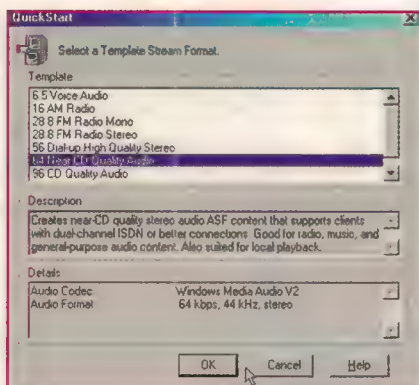 QuickStart
Select a Template Stream Format.
Template
6.5 Voice Audio
16 AM Radio
28.8 FM Radio Mono
28.8 FM Radio Stereo
56 Dial-up High Quality Stereo
64 Near CD Quality Audio
96 CD Quality Audio
Description
Creates near-CD quality stereo audio ASF content that supports clients
with dual-channel ISDN or better connections. Good for radio, music, and
general-purpose audio content. Also suited for local playback.
Details
Audio Codec: Windows Media Audio V2
Audio Format: 64 kbps, 44 kHz, stereo
OK Cancel Help